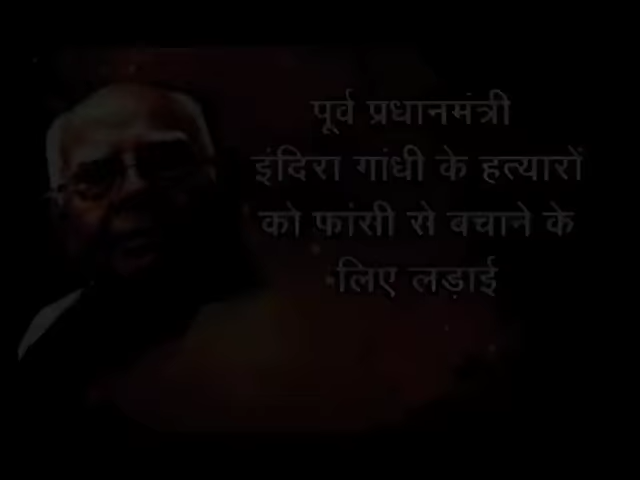 पूर्व प्रधानमंत्री
इंदिरा गांधी के हत्यारों
को फांसी से बचाने के
लिए लड़ाई